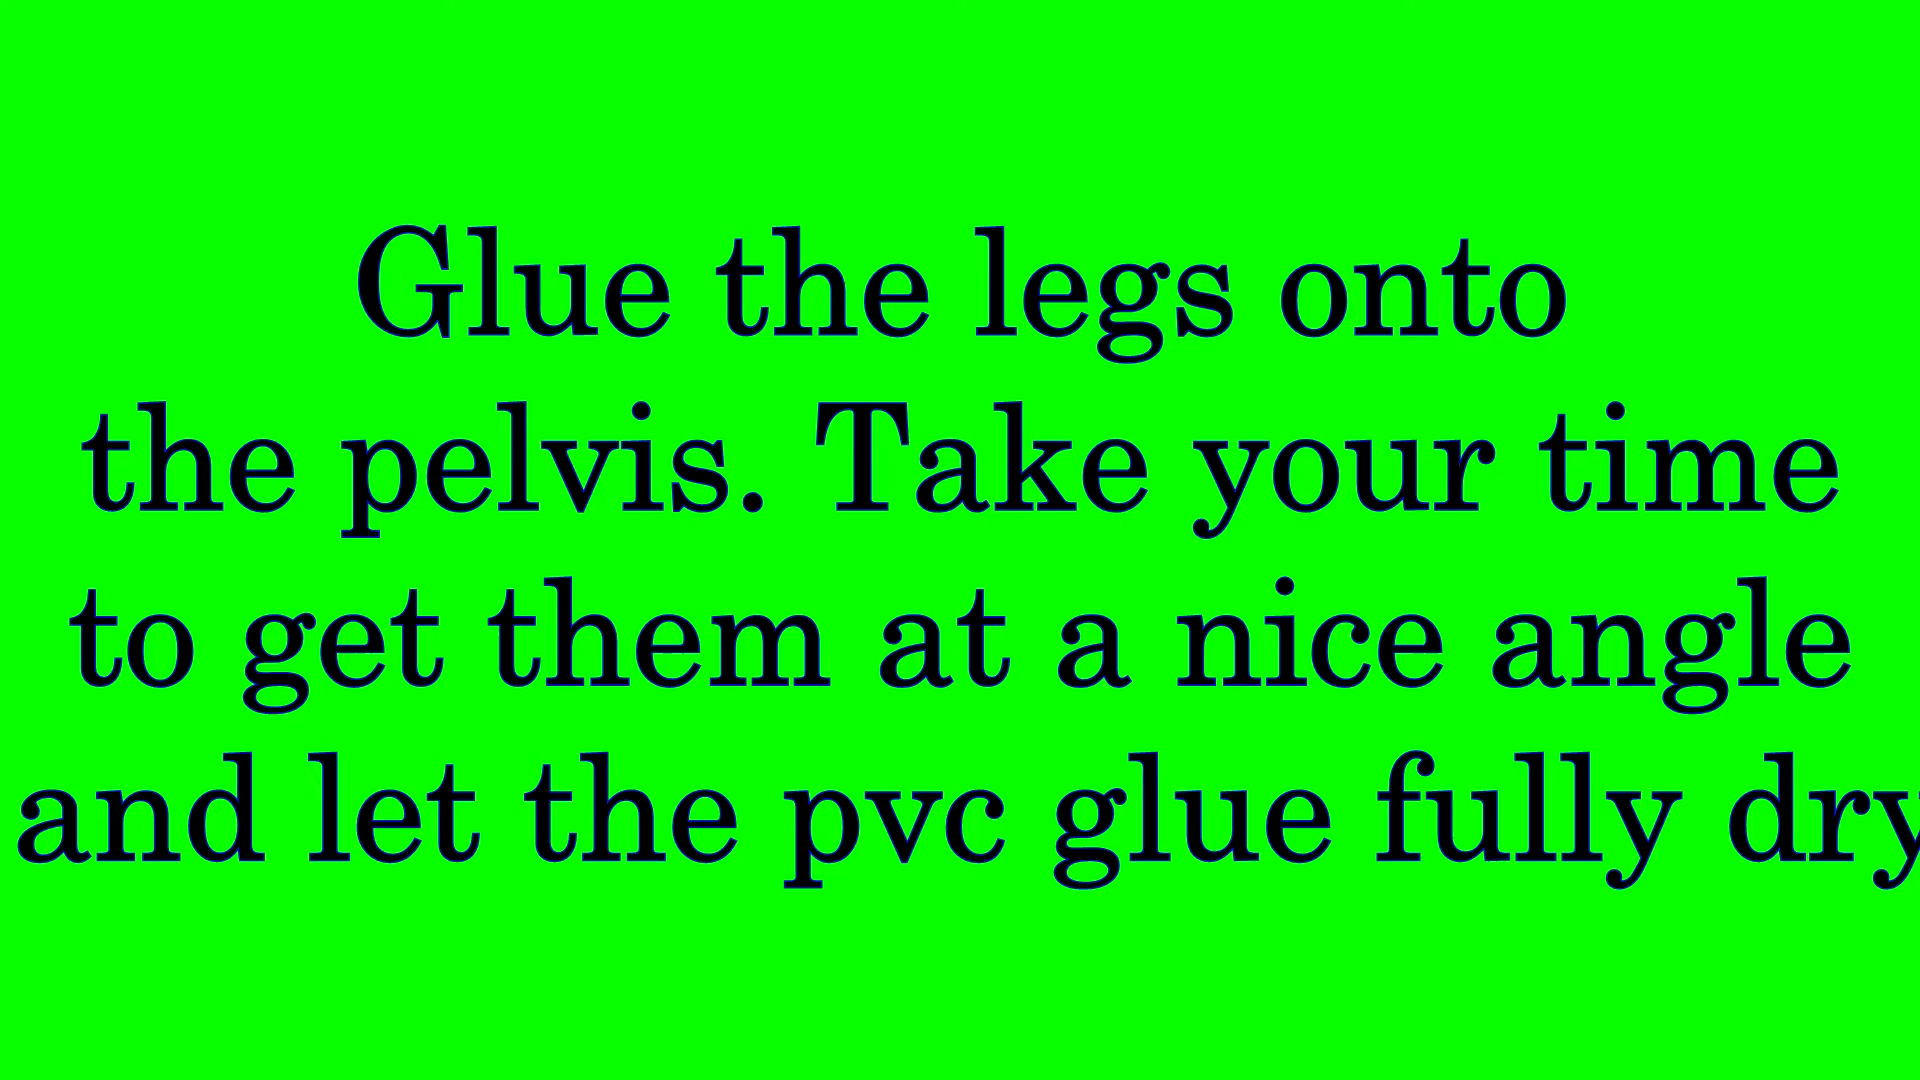 Glue the legs onto
the pelvis. Take your time
to get them at a nice angle
and let the pvc glue fully dry